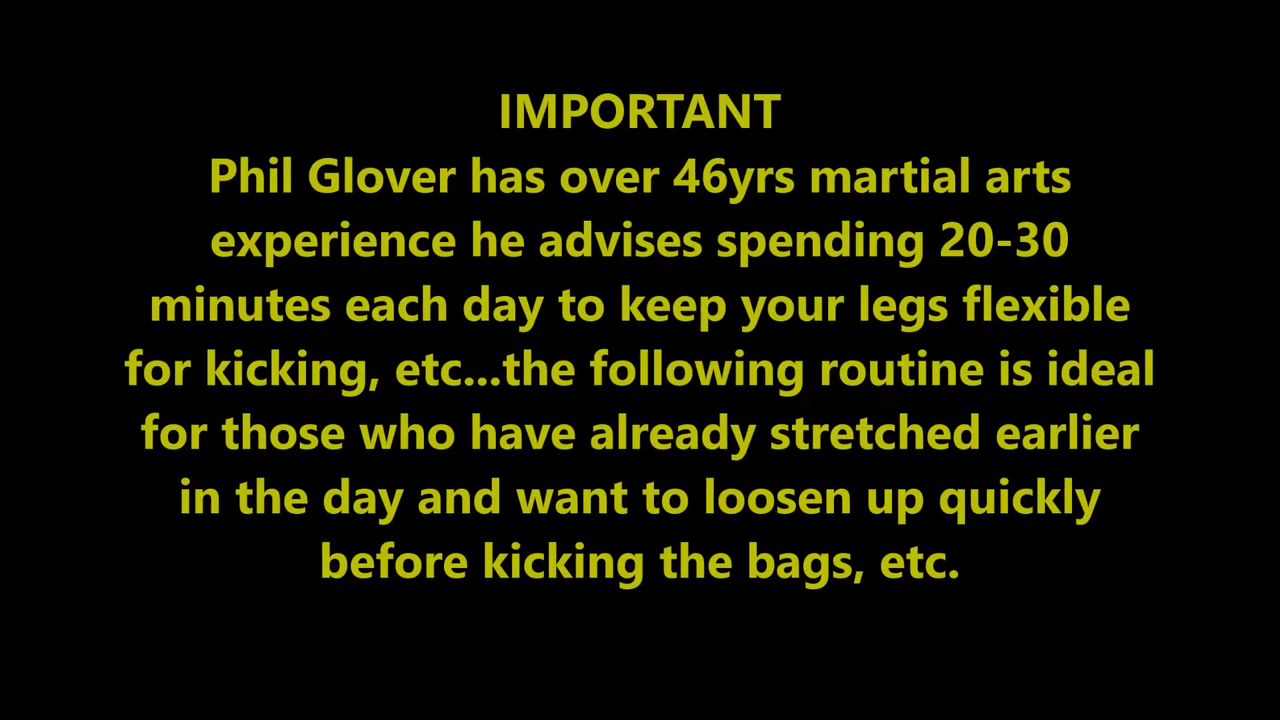 IMPORTANT
Phil Glover has over 46yrs martial arts
experience he advises spending 20-30
minutes each day to keep your legs flexible
for kicking, etc...the following routine is ideal
for those who have already stretched earlier
in the day and want to loosen up quickly
before kicking the bags, etc.